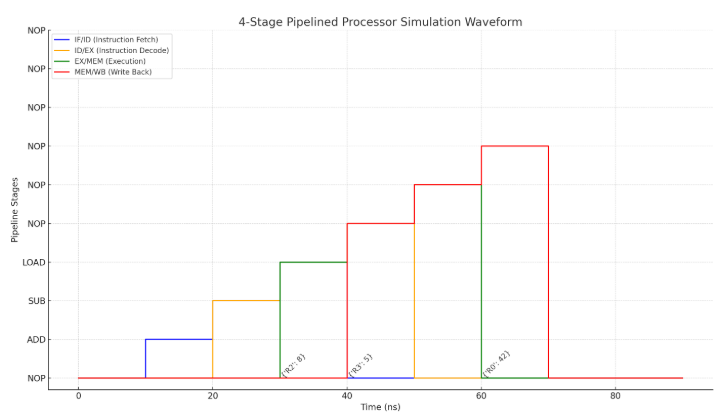 4-Stage Pipelined Processor Simulation Waveform
NOP
IF/ID (Instruction Fetch)
ID/EX (Instruction Decode)
EX/MEM (Execution)
MEM/WB (Write Back)
NOP
NOP
NOP
NOP
NOP
LOAD
SUB
ADD
NOP
Pipeline Stages
{'R2': 8}
{'R3': 5}
{'R0': 42}
0
20
40
60
80
Time (ns)